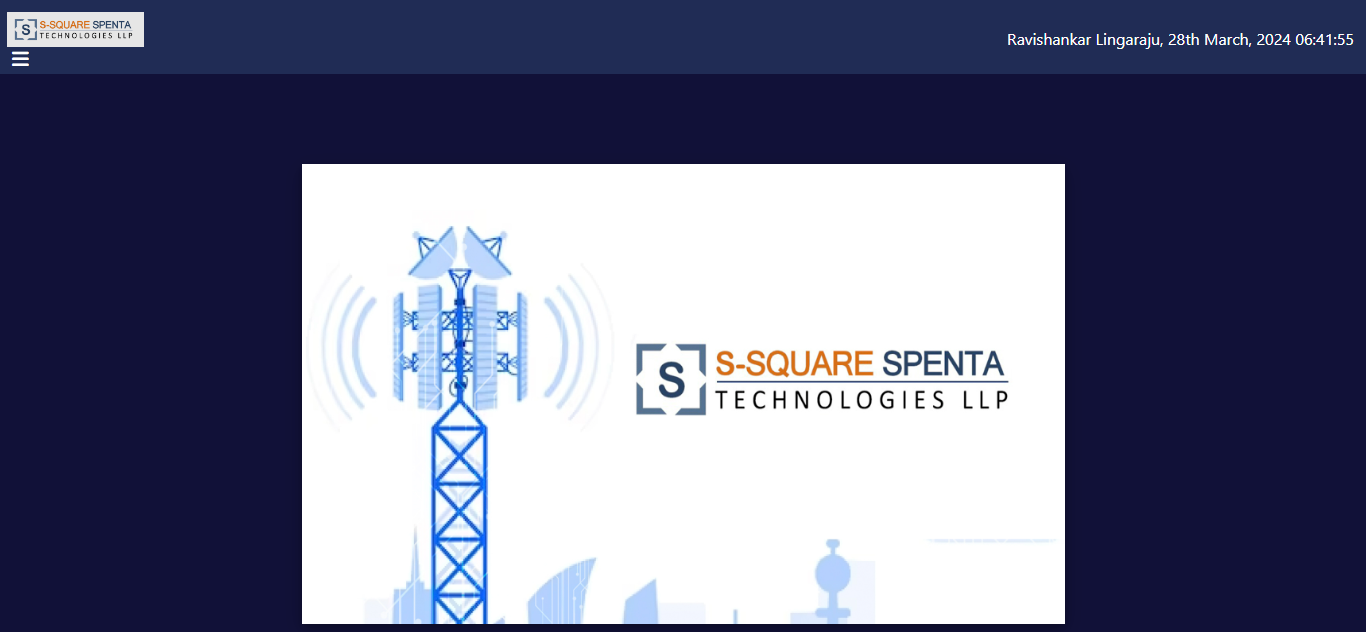 S
S-SQUARE SPENTA
TECHNOLOGIES LLP
Ravishankar Lingaraju, 28th March, 2024 06:41:55
S
S-SQUARE SPENTA
TECHNOLOGIES LLP